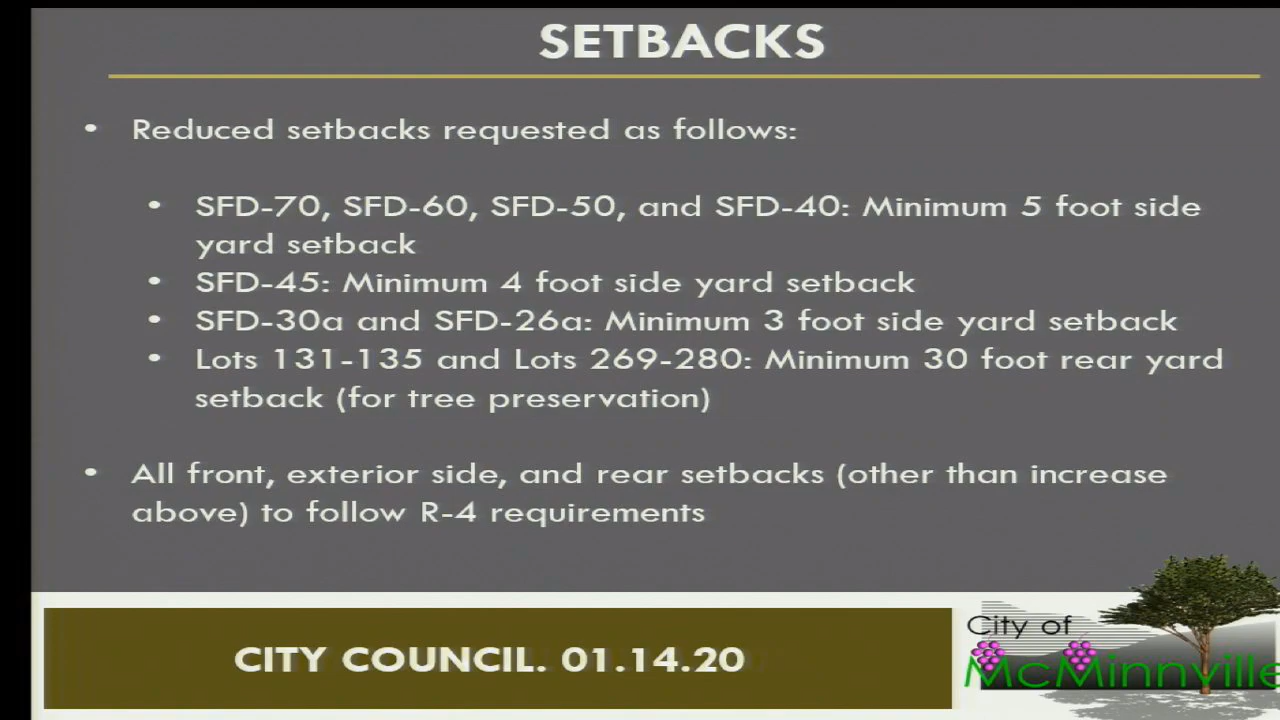 SETBACKS
• Reduced setbacks requested as follows:
• SFD-70, SFD-60, SFD-50, and SFD-40: Minimum 5 foot side
yard setback
• SFD-45: Minimum 4 foot side yard setback
• SFD-30a and SFD-26a: Minimum 3 foot side yard setback
• Lots 131-135 and Lots 269-280: Minimum 30 foot rear yard
setback (for tree preservation)
• All front, exterior side, and rear setbacks (other than increase
above) to follow R-4 requirements
CITY COUNCIL. 01.14.20
City of
McMinnville